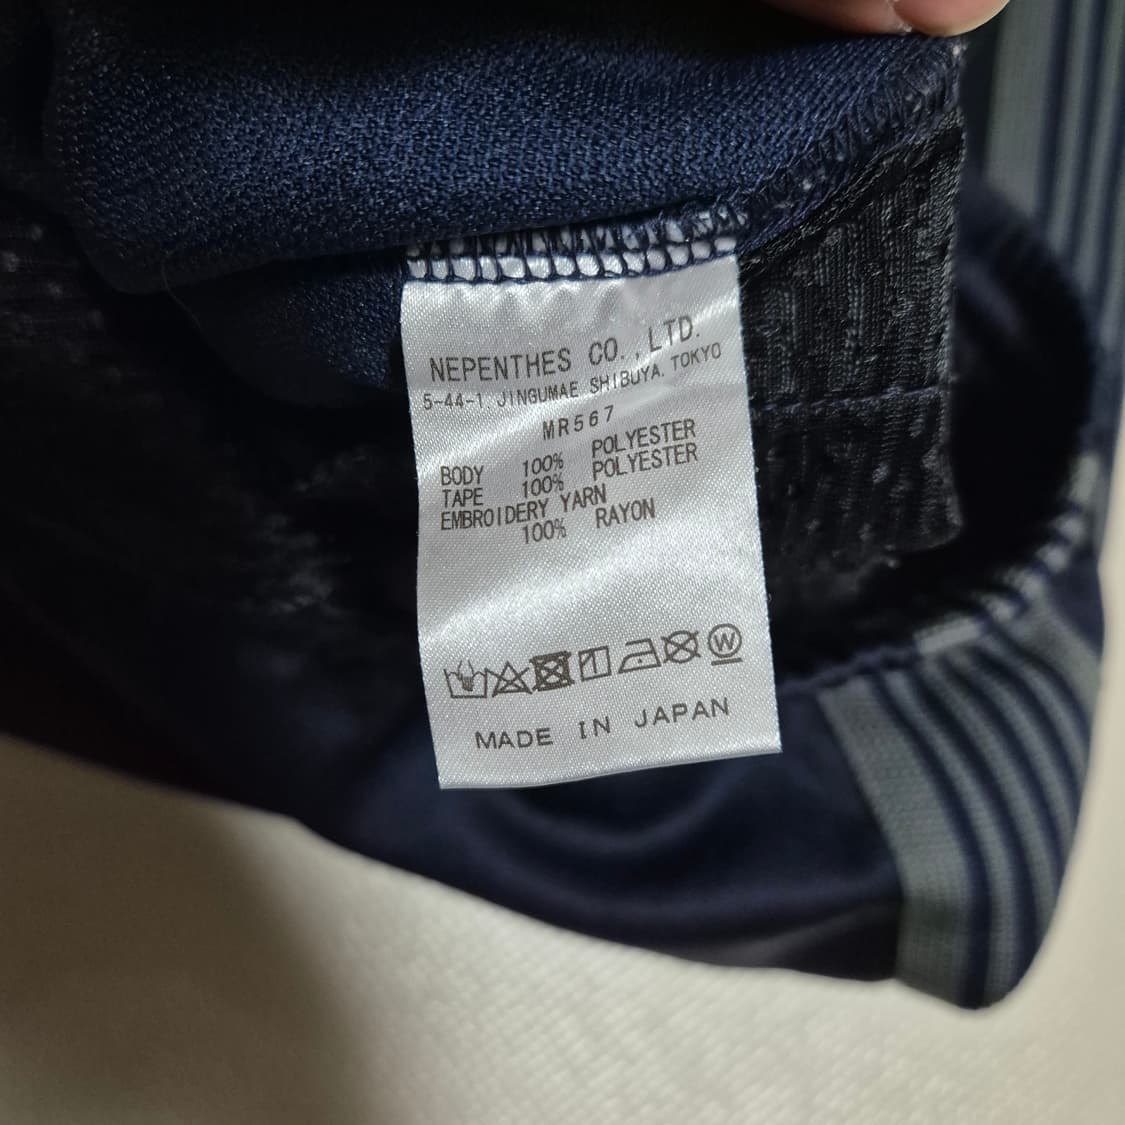 NEPENTHES CO.,LTD.
5-44-1. JINGUMAE SHIBUYA. TOKYO
MR567
BODY 100% POLYESTER
TAPE 100% POLYESTER
EMBROIDERY YARN
100% RAYON
W
MADE IN JAPAN